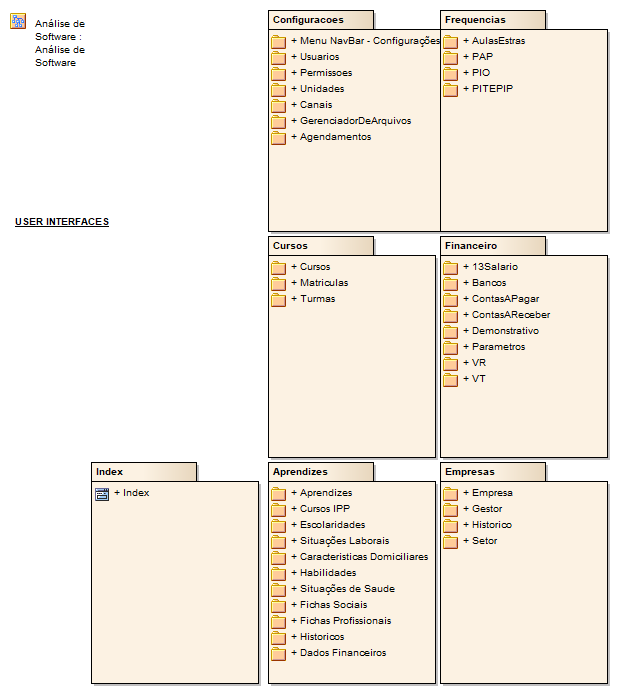 Análise de
Software :
Análise de
Software
USER INTERFACES
Configuracoes
+ Menu NavBar - Configurações
+ Usuarios
+ Permissoes
+ Unidades
+ Canais
+ GerenciadorDeArquivos
+ Agendamentos
Frequencias
+ AulasEstras
+ PAP
+ PIO
+ PITEPIP
Cursos
+ Cursos
+ Matriculas
+ Turmas
Financeiro
+ 13Salario
+ Bancos
+ ContasAPagar
+ ContasAReceber
+ Demonstrativo
+ Parametros
+ VR
+ VT
Index
+ Index
Aprendizes
+ Aprendizes
+ Cursos IPP
+ Escolaridades
+ Situações Laborais
+ Caracteristicas Domiciliares
+ Habilidades
+ Situações de Saude
+ Fichas Sociais
+ Fichas Profissionais
+ Historicos
+ Dados Financeiros
Empresas
+ Empresa
+ Gestor
+ Historico
+ Setor